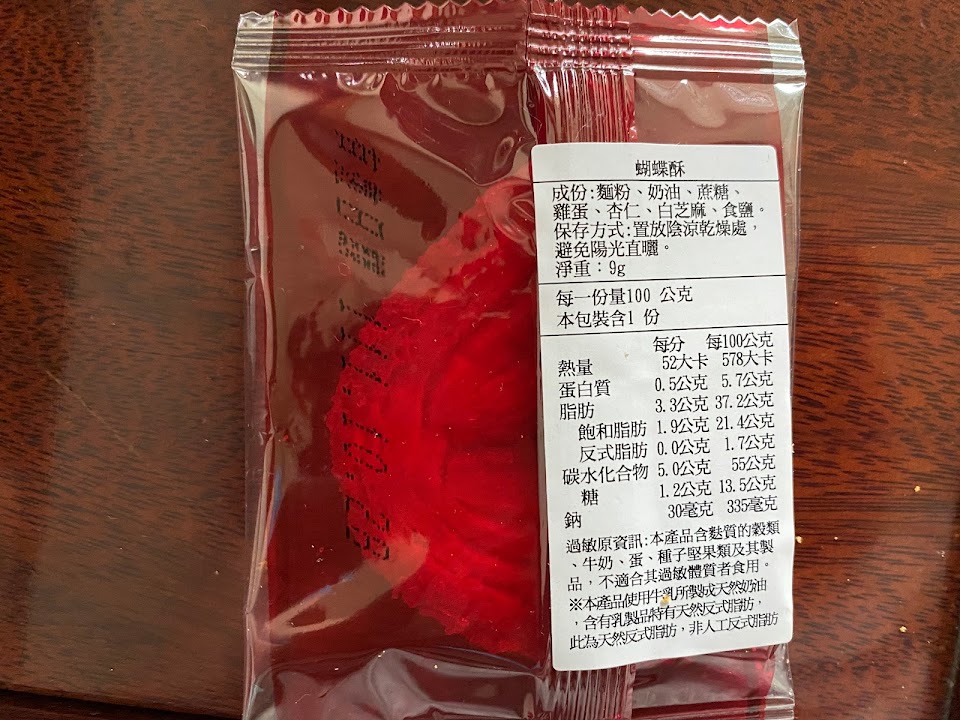 蝴蝶酥
成份:麵粉、奶油、蔗糖、
雞蛋、杏仁、白芝麻、食鹽。
保存方式:置放陰涼乾燥處,
避免陽光直曬。
淨重：9g
每一份量100 公克
本包裝含1 份
每分 每100公克
熱量 52大卡 578大卡
蛋白質 0.5公克 5.7公克
脂肪 3.3公克 37.2公克
飽和脂肪 1.9公克 21.4公克
反式脂肪 0.0公克 1.7公克
碳水化合物 5.0公克 55公克
糖 1.2公克 13.5公克
鈉 30毫克 335毫克
過敏原資訊:本產品含麩質的穀類
、牛奶、蛋、種子堅果類及其製
品，不適合其過敏體質者食用。
※本產品使用牛乳所製成天然奶油
，含有乳製品特有天然反式脂肪，
此為天然反式脂肪，非人工反式脂肪